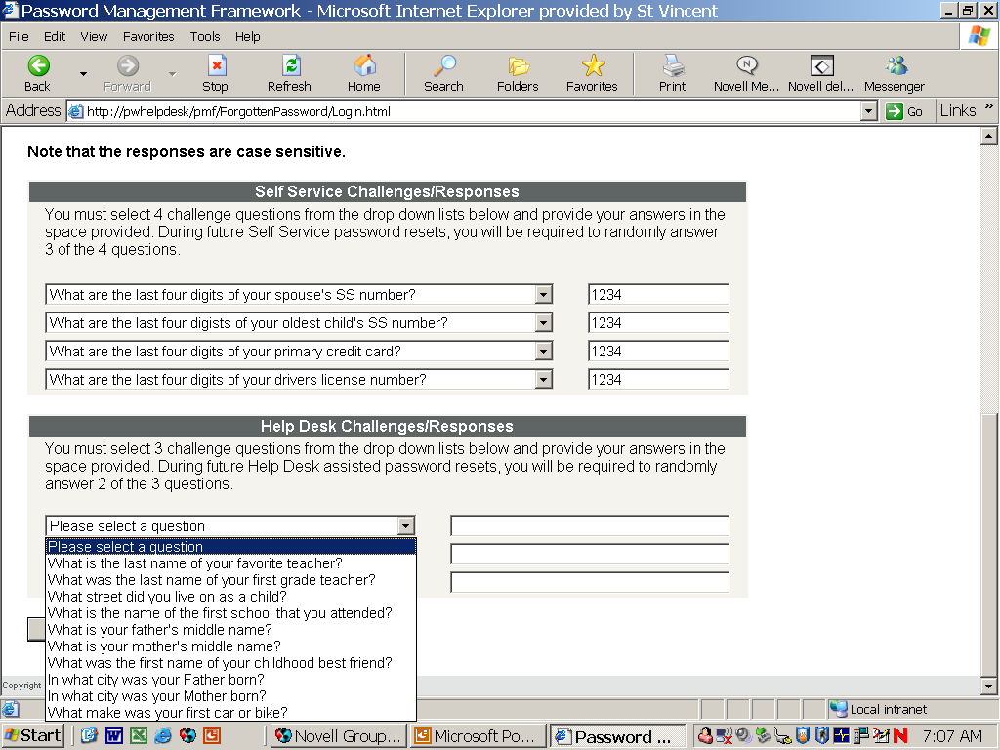 Password Management Framework - Microsoft Internet Explorer provided by St Vincent
File Edit View Favorites Tools Help
Back Forward Stop Refresh Home Search Folders Favorites Print Novell Me... Novell del... Messenger
Address http://pwhelpdesk/pmf/ForgottenPassword/Login.html Go Links »
Note that the responses are case sensitive.
Self Service Challenges/Responses
You must select 4 challenge questions from the drop down lists below and provide your answers in the
space provided. During future Self Service password resets, you will be required to randomly answer
3 of the 4 questions.
What are the last four digits of your spouse's SS number? 1234
What are the last four digists of your oldest child's SS number? 1234
What are the last four digits of your primary credit card? 1234
What are the last four digits of your drivers license number? 1234
Help Desk Challenges/Responses
You must select 3 challenge questions from the drop down lists below and provide your answers in the
space provided. During future Help Desk assisted password resets, you will be required to randomly
answer 2 of the 3 questions.
Please select a question
Please select a question
What is the last name of your favorite teacher?
What was the last name of your first grade teacher?
What street did you live on as a child?
What is the name of the first school that you attended?
What is your father's middle name?
What is your mother's middle name?
What was the first name of your childhood best friend?
In what city was your Father born?
In what city was your Mother born?
What make was your first car or bike?
Copyright
Local intranet
Start Novell Group... Microsoft Po... Password ... 7:07 AM